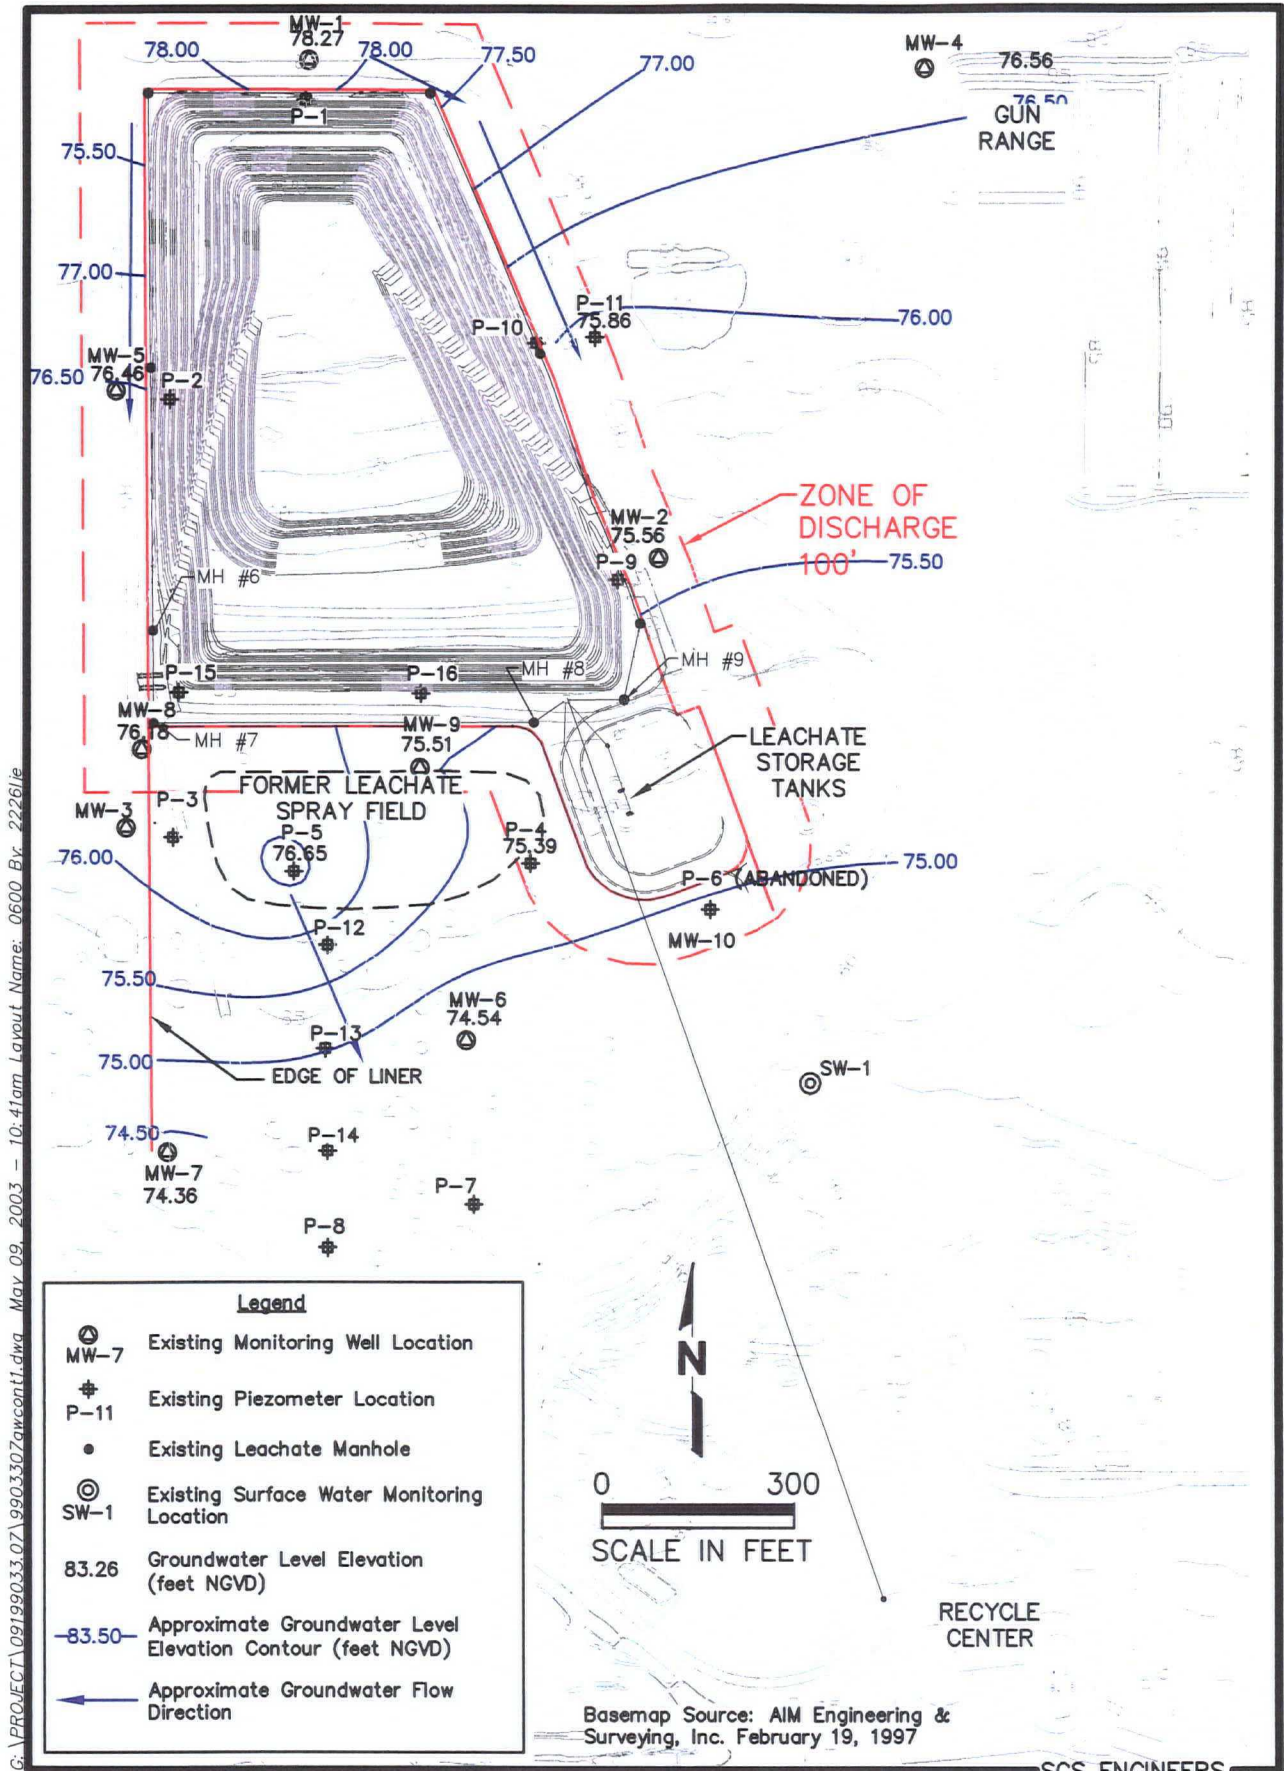 MW-1
78.27
78.00
78.00
77.50
77.00
MW-4
76.56
76.50
GUN
RANGE
P-1
75.50
77.00
P-11
75.86
P-10
76.00
MW-5
76.46
76.50
P-2
ZONE OF
DISCHARGE
100'
MW-2
75.56
75.50
P-9
MH #6
P-15
P-16
MH #8
MH #9
MW-8
76.18
MH #7
MW-9
75.51
LEACHATE
STORAGE
TANKS
FORMER LEACHATE
SPRAY FIELD
MW-3
P-3
P-5
76.65
P-4
75.39
76.00
75.00
P-6 (ABANDONED)
MW-10
P-12
75.50
MW-6
74.54
P-13
75.00
EDGE OF LINER
SW-1
74.50
P-14
MW-7
74.36
P-7
P-8
Legend
MW-7
Existing Monitoring Well Location
P-11
Existing Piezometer Location
Existing Leachate Manhole
SW-1
Existing Surface Water Monitoring
Location
83.26
Groundwater Level Elevation
(feet NGVD)
83.50
Approximate Groundwater Level
Elevation Contour (feet NGVD)
Approximate Groundwater Flow
Direction
N
0 300
SCALE IN FEET
RECYCLE
CENTER
Basemap Source: AIM Engineering &
Surveying, Inc. February 19, 1997
SCS ENGINEERS
G:\PROJECT\09199033.07\99033307gwcont1.dwg May 09, 2003 - 10:41am Layout Name: 0600 By: 2226lle